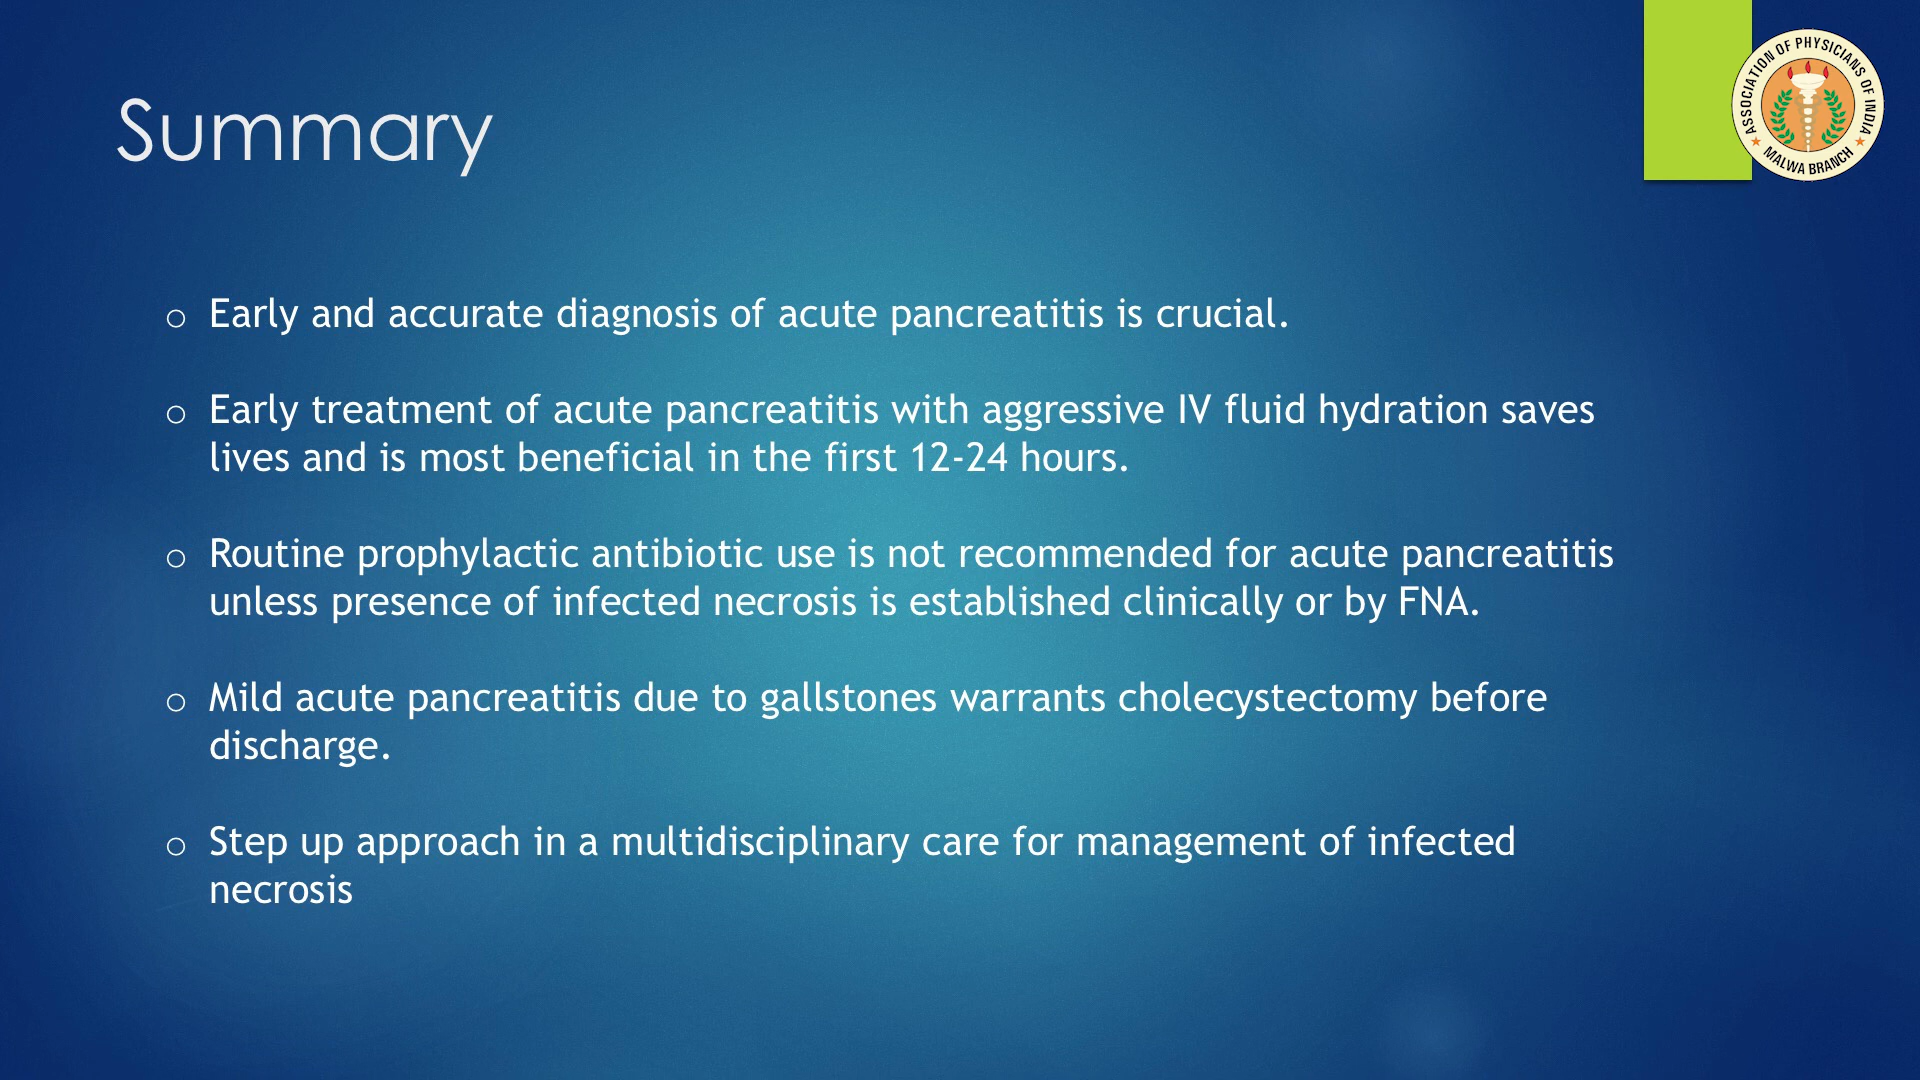 Summary
ASSOCIATION OF PHYSICIANS OF INDIA
MALWA BRANCH
o Early and accurate diagnosis of acute pancreatitis is crucial.
o Early treatment of acute pancreatitis with aggressive IV fluid hydration saves
lives and is most beneficial in the first 12-24 hours.
o Routine prophylactic antibiotic use is not recommended for acute pancreatitis
unless presence of infected necrosis is established clinically or by FNA.
o Mild acute pancreatitis due to gallstones warrants cholecystectomy before
discharge.
o Step up approach in a multidisciplinary care for management of infected
necrosis